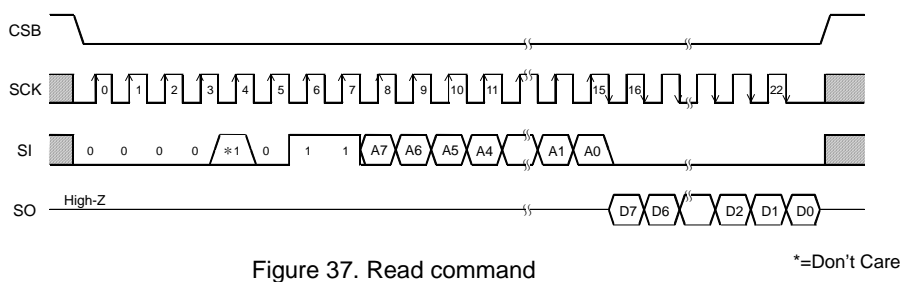 CSB
SCK 0 1 2 3 4 5 6 7 8 9 10 11 15 16 22
SI 0 0 0 0 *1 0 1 1 A7 A6 A5 A4 A1 A0
SO High-Z D7 D6 D2 D1 D0
*=Don't Care
Figure 37. Read command